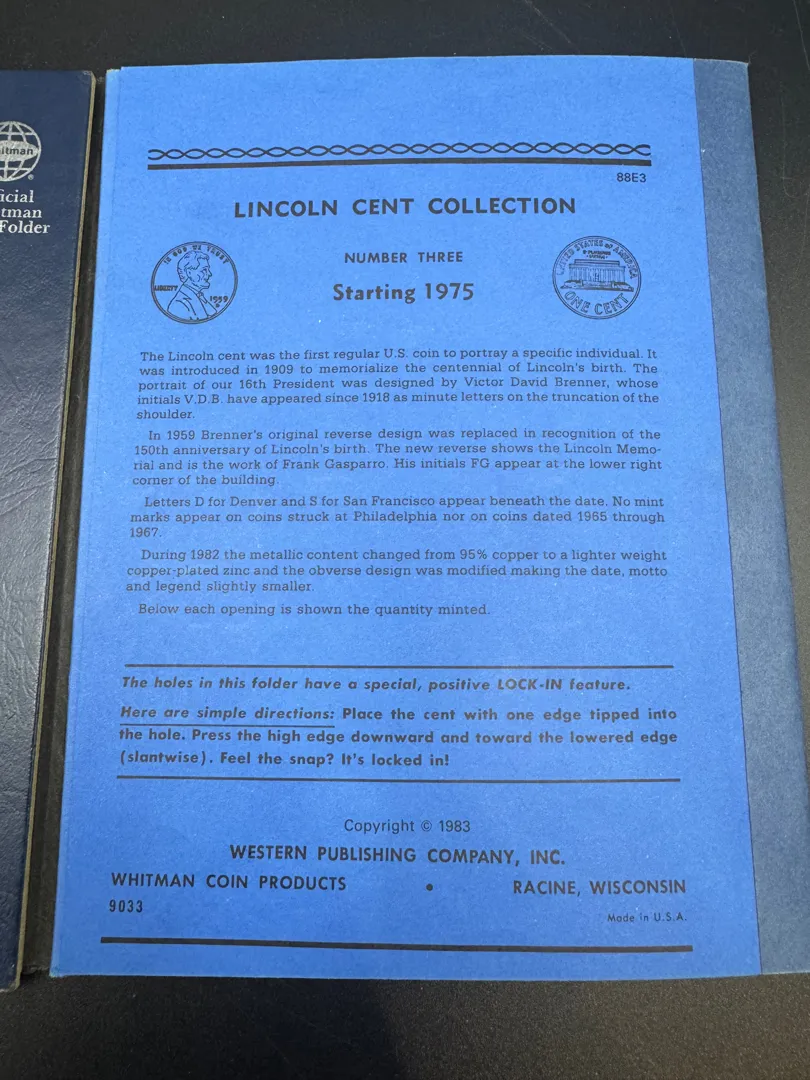 itman
icial
tman
Folder
88E3
LINCOLN CENT COLLECTION
NUMBER THREE
Starting 1975
IN GOD WE TRUST
LIBERTY
1959
UNITED STATES of AMERICA
ONE CENT
The Lincoln cent was the first regular U.S. coin to portray a specific individual. It
was introduced in 1909 to memorialize the centennial of Lincoln's birth. The
portrait of our 16th President was designed by Victor David Brenner, whose
initials V.D.B. have appeared since 1918 as minute letters on the truncation of the
shoulder.
In 1959 Brenner's original reverse design was replaced in recognition of the
150th anniversary of Lincoln's birth. The new reverse shows the Lincoln Memo-
rial and is the work of Frank Gasparro. His initials FG appear at the lower right
corner of the building.
Letters D for Denver and S for San Francisco appear beneath the date. No mint
marks appear on coins struck at Philadelphia nor on coins dated 1965 through
1967.
During 1982 the metallic content changed from 95% copper to a lighter weight
copper-plated zinc and the obverse design was modified making the date, motto
and legend slightly smaller.
Below each opening is shown the quantity minted.
The holes in this folder have a special, positive LOCK-IN feature.
Here are simple directions: Place the cent with one edge tipped into
the hole. Press the high edge downward and toward the lowered edge
(slantwise). Feel the snap? It's locked in!
Copyright © 1983
WESTERN PUBLISHING COMPANY, INC.
WHITMAN COIN PRODUCTS • RACINE, WISCONSIN
9033
Made in U.S.A.